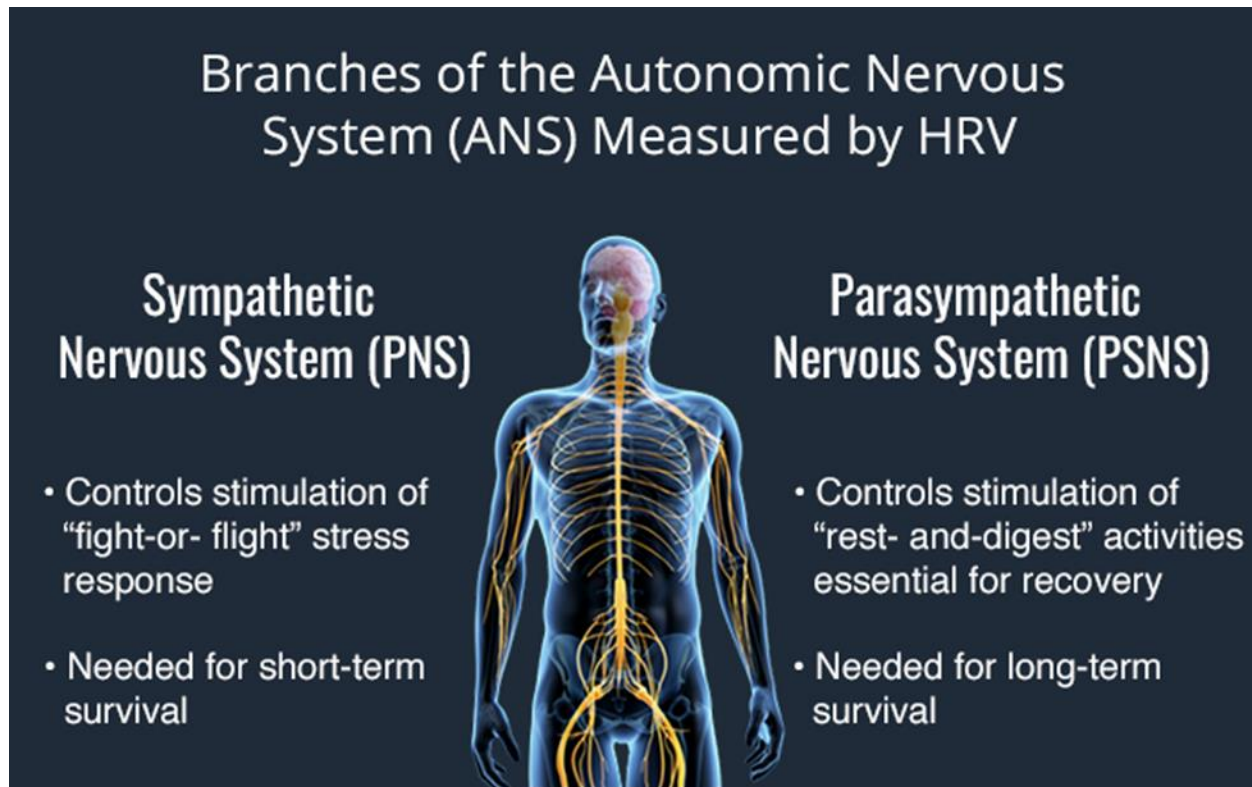 Branches of the Autonomic Nervous
System (ANS) Measured by HRV
Sympathetic
Nervous System (PNS)
• Controls stimulation of
“fight-or- flight” stress
response
• Needed for short-term
survival
Parasympathetic
Nervous System (PSNS)
• Controls stimulation of
“rest- and-digest” activities
essential for recovery
• Needed for long-term
survival